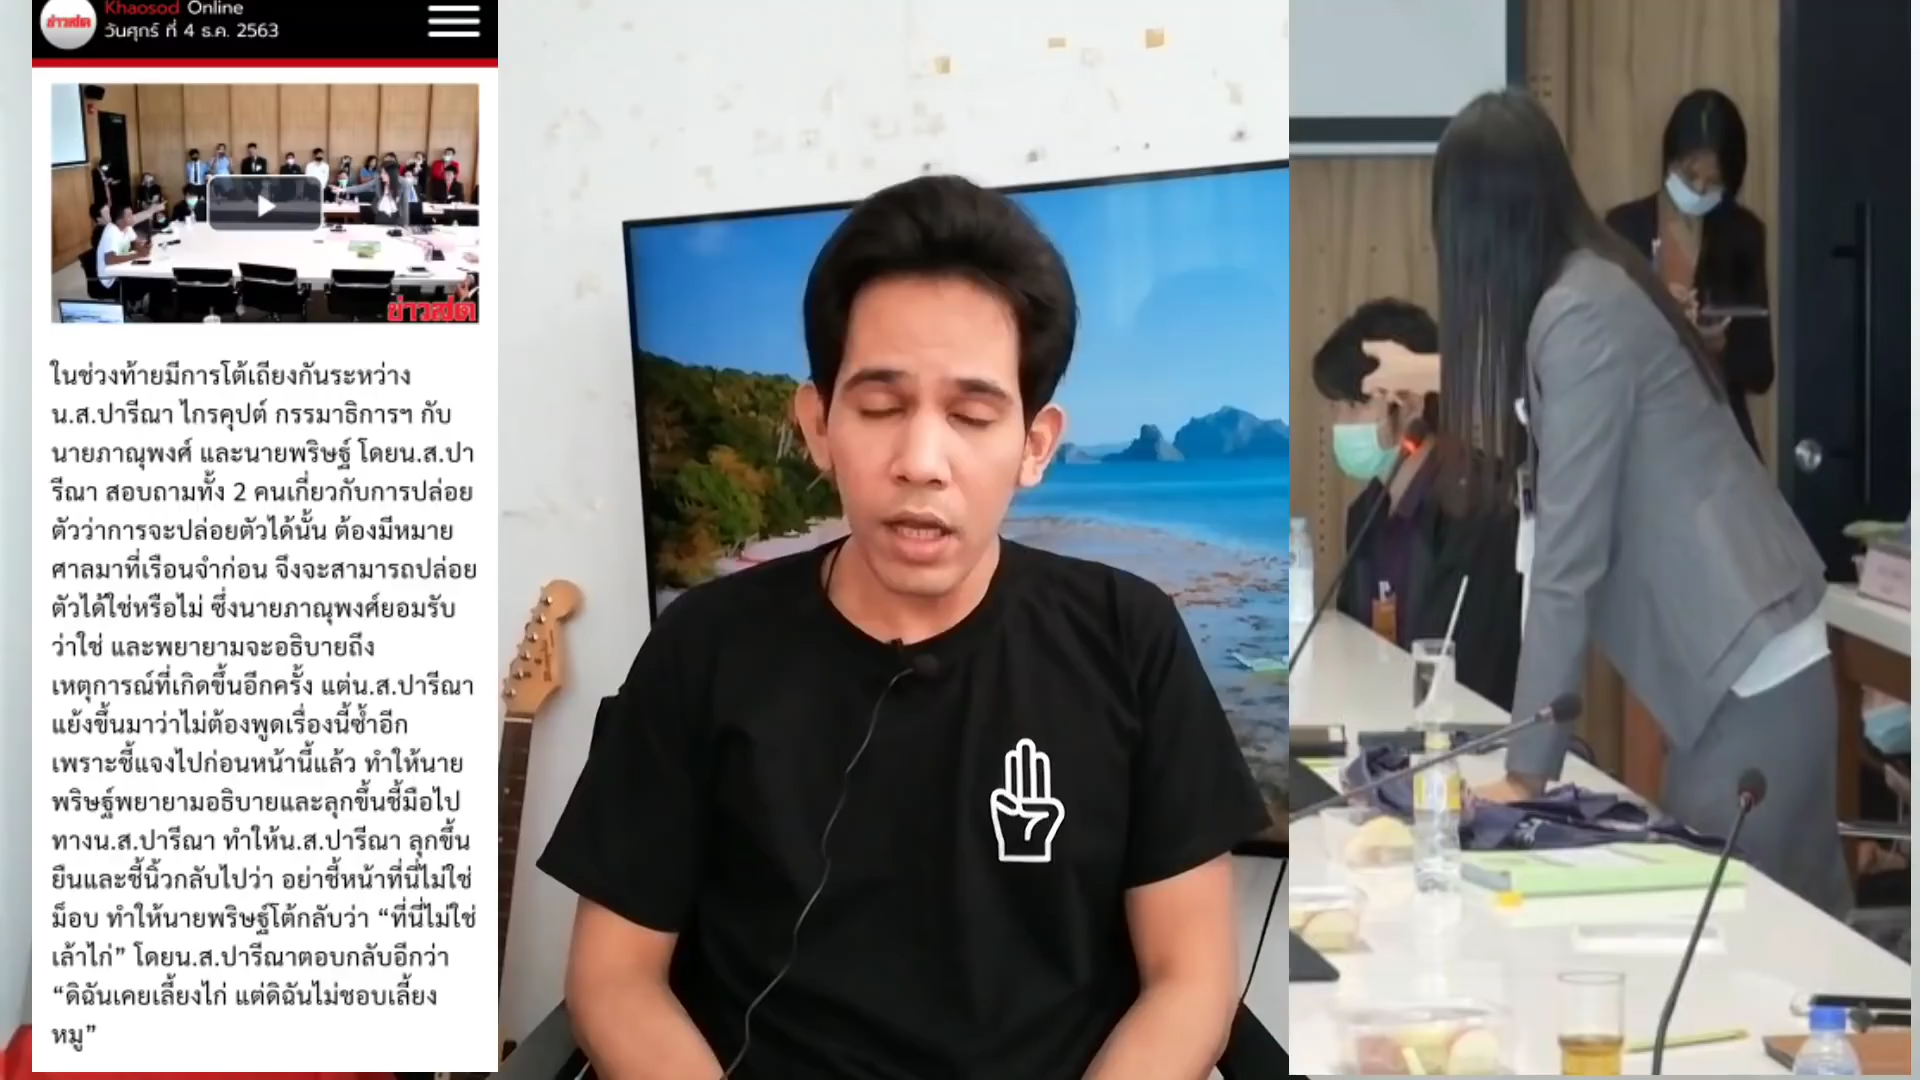 ข่าวสด
Khaosod Online
วันศุกร์ ที่ 4 ธ.ค. 2563
ข่าวสด
ในช่วงท้ายมีการโต้เถียงกันระหว่าง
น.ส.ปารีณา ไกรคุปต์ กรรมาธิการฯ กับ
นายภาณุพงศ์ และนายพริษฐ์ โดยน.ส.ปา
รีณา สอบถามทั้ง 2 คนเกี่ยวกับการปล่อย
ตัวว่าการจะปล่อยตัวได้นั้น ต้องมีหมาย
ศาลมาที่เรือนจำก่อน จึงจะสามารถปล่อย
ตัวได้ใช่หรือไม่ ซึ่งนายภาณุพงศ์ยอมรับ
ว่าใช่ และพยายามจะอธิบายถึง
เหตุการณ์ที่เกิดขึ้นอีกครั้ง แต่น.ส.ปารีณา
แย้งขึ้นมาว่าไม่ต้องพูดเรื่องนี้ซ้ำอีก
เพราะชี้แจงไปก่อนหน้านี้แล้ว ทำให้นาย
พริษฐ์พยายามอธิบายและลุกขึ้นชี้มือไป
ทางน.ส.ปารีณา ทำให้น.ส.ปารีณา ลุกขึ้น
ยืนและชี้นิ้วกลับไปว่า อย่าชี้หน้าที่นี่ไม่ใช่
ม็อบ ทำให้นายพริษฐ์โต้กลับว่า “ที่นี่ไม่ใช่
เล้าไก่” โดยน.ส.ปารีณาตอบกลับอีกว่า
“ดิฉันเคยเลี้ยงไก่ แต่ดิฉันไม่ชอบเลี้ยง
หมู”